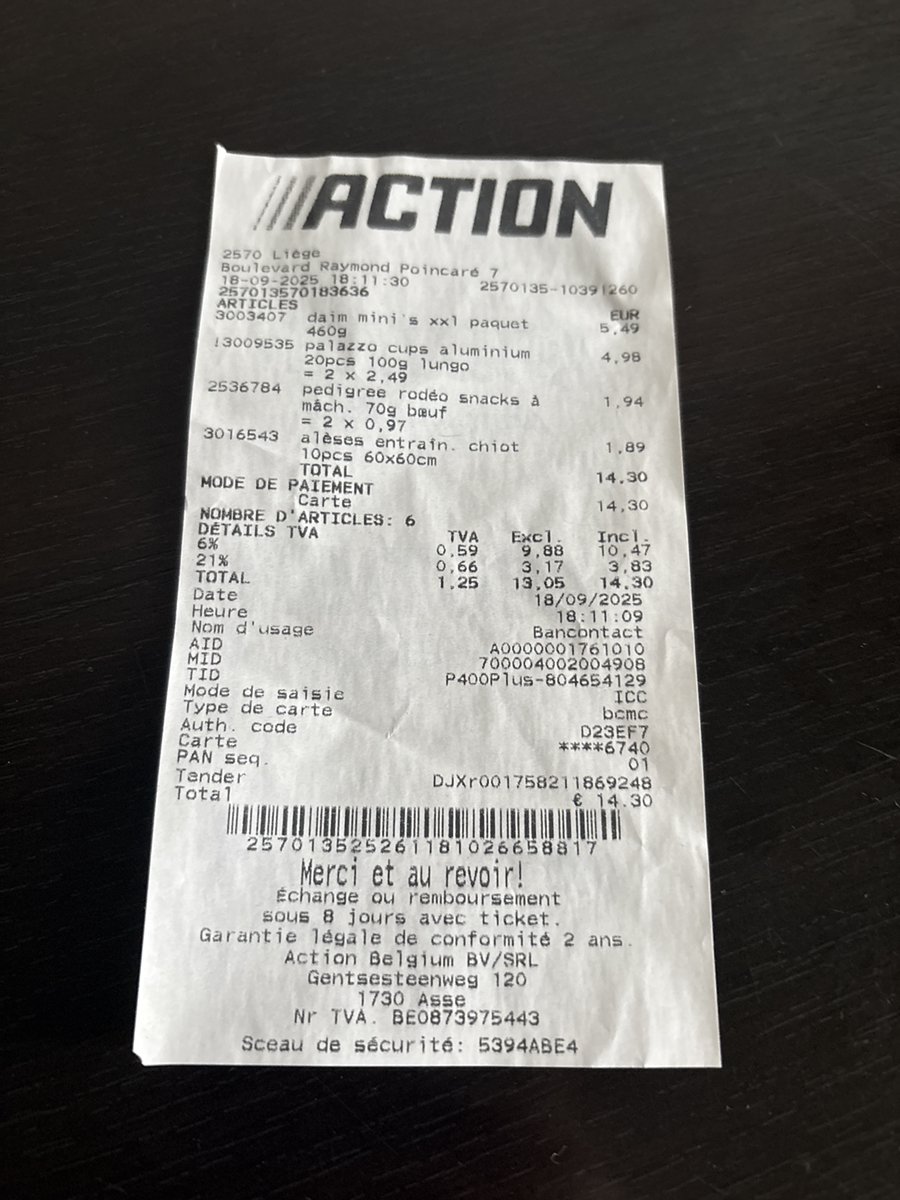 ///ACTION
2570 Liège
Boulevard Raymond Poincaré 7
18-09-2025 18:11:30 2570135-10391260
257013570183636
ARTICLES EUR
3003407 daim mini's xxl paquet 5,49
460g
!3009535 palazzo cups aluminium 4,98
20pcs 100g lungo
= 2 x 2,49
2536784 pedigree rodéo snacks à 1,94
mâch. 70g bœuf
= 2 x 0,97
3016543 alèses entraîn. chiot 1,89
10pcs 60x60cm
TOTAL 14.30
MODE DE PAIEMENT
Carte 14,30
NOMBRE D'ARTICLES: 6
DÉTAILS TVA TVA Excl. Incl.
6% 0,59 9,88 10,47
21% 0,66 3,17 3,83
TOTAL 1,25 13,05 14.30
Date 18/09/2025
Heure 18:11:09
Nom d'usage Bancontact
AID A0000001761010
MID 700004002004908
TID P400Plus-804654129
Mode de saisie ICC
Type de carte bcmc
Auth. code D23EF7
Carte ****6740
PAN seq. 01
Tender DJXr001758211869248
Total € 14.30
257013525261181026658817
Merci et au revoir!
Échange ou remboursement
sous 8 jours avec ticket.
Garantie légale de conformité 2 ans.
Action Belgium BV/SRL
Gentsesteenweg 120
1730 Asse
Nr TVA. BE0873975443
Sceau de sécurité: 5394ABE4